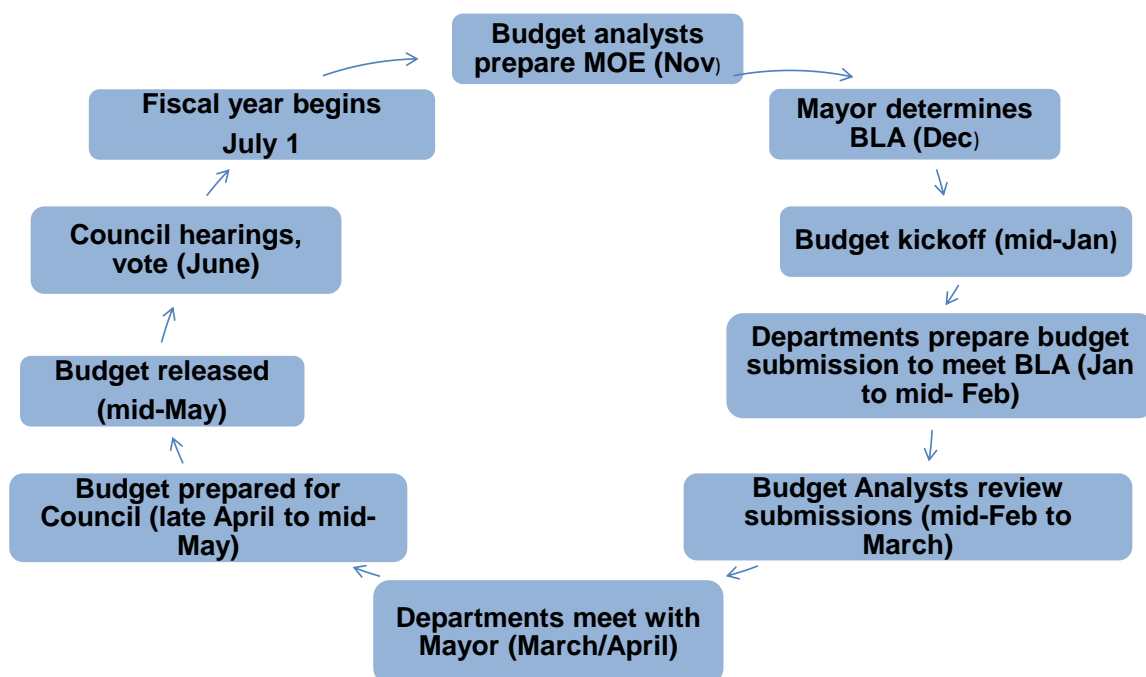 Budget analysts
prepare MOE (Nov)
Mayor determines
BLA (Dec)
Budget kickoff (mid-Jan)
Departments prepare budget
submission to meet BLA (Jan
to mid- Feb)
Budget Analysts review
submissions (mid-Feb to
March)
Departments meet with
Mayor (March/April)
Budget prepared for
Council (late April to mid-
May)
Budget released
(mid-May)
Council hearings,
vote (June)
Fiscal year begins
July 1